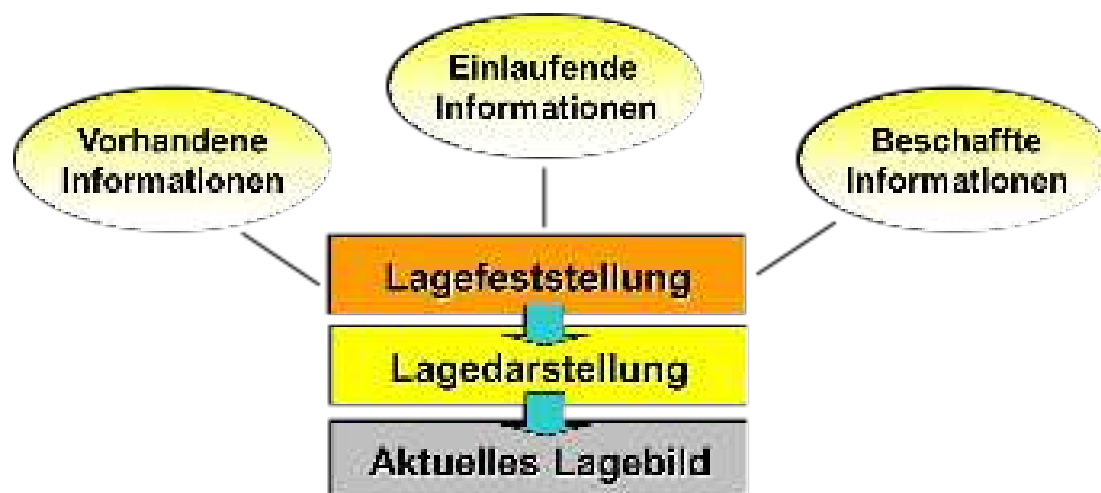 Einlaufende
Informationen
Vorhandene
Informationen
Beschaffte
Informationen
Lagefeststellung
Lagedarstellung
Aktuelles Lagebild